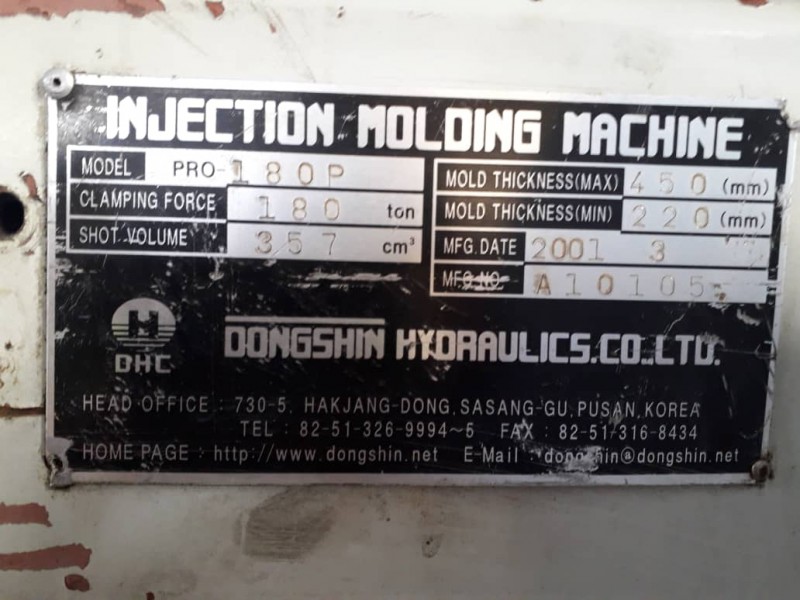 INJECTION MOLDING MACHINE
MODEL PRO-180P
CLAMPING FORCE 180 ton
SHOT VOLUME 357 cm³
MOLD THICKNESS(MAX) 450 (mm)
MOLD THICKNESS(MIN) 220 (mm)
MFG.DATE 2001 3
MFG.NO. A10105
DHC
DONGSHIN HYDRAULICS.CO.,LTD.
HEAD OFFICE : 730-5, HAKJANG-DONG, SASANG-GU, PUSAN, KOREA
TEL : 82-51-326-9994~5 FAX : 82-51-316-8434
HOME PAGE : http://www.dongshin.net E-Mail : dongshin@dongshin.net